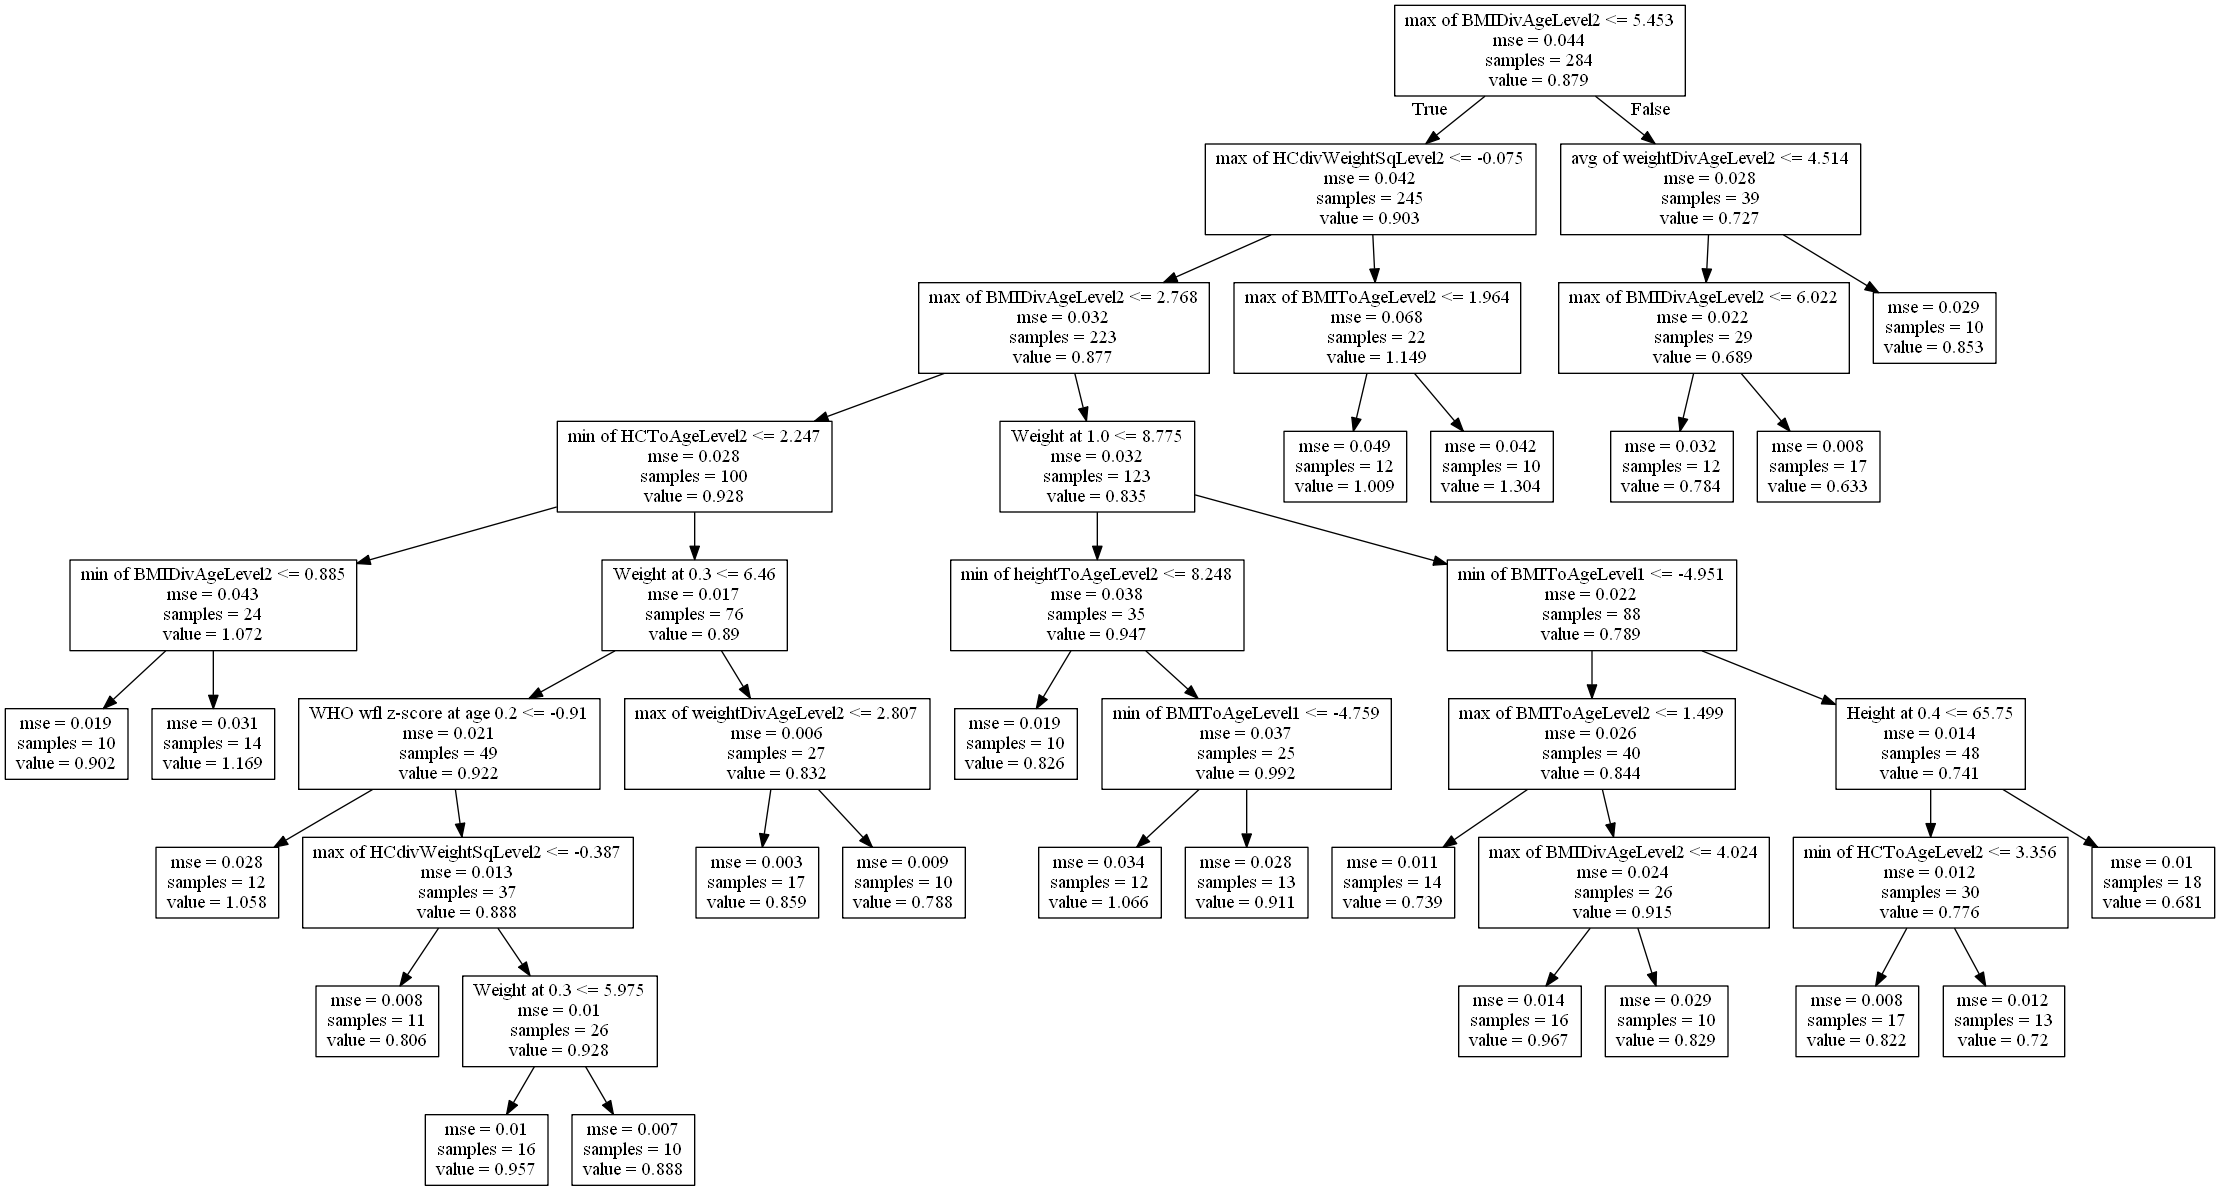 max of BMIDivAgeLevel2 <= 5.453
mse = 0.044
samples = 284
value = 0.879
True
False
max of HCdivWeightSqLevel2 <= -0.075
mse = 0.042
samples = 245
value = 0.903
avg of weightDivAgeLevel2 <= 4.514
mse = 0.028
samples = 39
value = 0.727
max of BMIDivAgeLevel2 <= 2.768
mse = 0.032
samples = 223
value = 0.877
max of BMIToAgeLevel2 <= 1.964
mse = 0.068
samples = 22
value = 1.149
max of BMIDivAgeLevel2 <= 6.022
mse = 0.022
samples = 29
value = 0.689
mse = 0.029
samples = 10
value = 0.853
min of HCToAgeLevel2 <= 2.247
mse = 0.028
samples = 100
value = 0.928
Weight at 1.0 <= 8.775
mse = 0.032
samples = 123
value = 0.835
mse = 0.049
samples = 12
value = 1.009
mse = 0.042
samples = 10
value = 1.304
mse = 0.032
samples = 12
value = 0.784
mse = 0.008
samples = 17
value = 0.633
min of BMIDivAgeLevel2 <= 0.885
mse = 0.043
samples = 24
value = 1.072
Weight at 0.3 <= 6.46
mse = 0.017
samples = 76
value = 0.89
min of heightToAgeLevel2 <= 8.248
mse = 0.038
samples = 35
value = 0.947
min of BMIToAgeLevel1 <= -4.951
mse = 0.022
samples = 88
value = 0.789
mse = 0.019
samples = 10
value = 0.902
mse = 0.031
samples = 14
value = 1.169
WHO wfl z-score at age 0.2 <= -0.91
mse = 0.021
samples = 49
value = 0.922
max of weightDivAgeLevel2 <= 2.807
mse = 0.006
samples = 27
value = 0.832
mse = 0.019
samples = 10
value = 0.826
min of BMIToAgeLevel1 <= -4.759
mse = 0.037
samples = 25
value = 0.992
max of BMIToAgeLevel2 <= 1.499
mse = 0.026
samples = 40
value = 0.844
Height at 0.4 <= 65.75
mse = 0.014
samples = 48
value = 0.741
mse = 0.028
samples = 12
value = 1.058
max of HCdivWeightSqLevel2 <= -0.387
mse = 0.013
samples = 37
value = 0.888
mse = 0.003
samples = 17
value = 0.859
mse = 0.009
samples = 10
value = 0.788
mse = 0.034
samples = 12
value = 1.066
mse = 0.028
samples = 13
value = 0.911
mse = 0.011
samples = 14
value = 0.739
max of BMIDivAgeLevel2 <= 4.024
mse = 0.024
samples = 26
value = 0.915
min of HCToAgeLevel2 <= 3.356
mse = 0.012
samples = 30
value = 0.776
mse = 0.01
samples = 18
value = 0.681
mse = 0.008
samples = 11
value = 0.806
Weight at 0.3 <= 5.975
mse = 0.01
samples = 26
value = 0.928
mse = 0.014
samples = 16
value = 0.967
mse = 0.029
samples = 10
value = 0.829
mse = 0.008
samples = 17
value = 0.822
mse = 0.012
samples = 13
value = 0.72
mse = 0.01
samples = 16
value = 0.957
mse = 0.007
samples = 10
value = 0.888